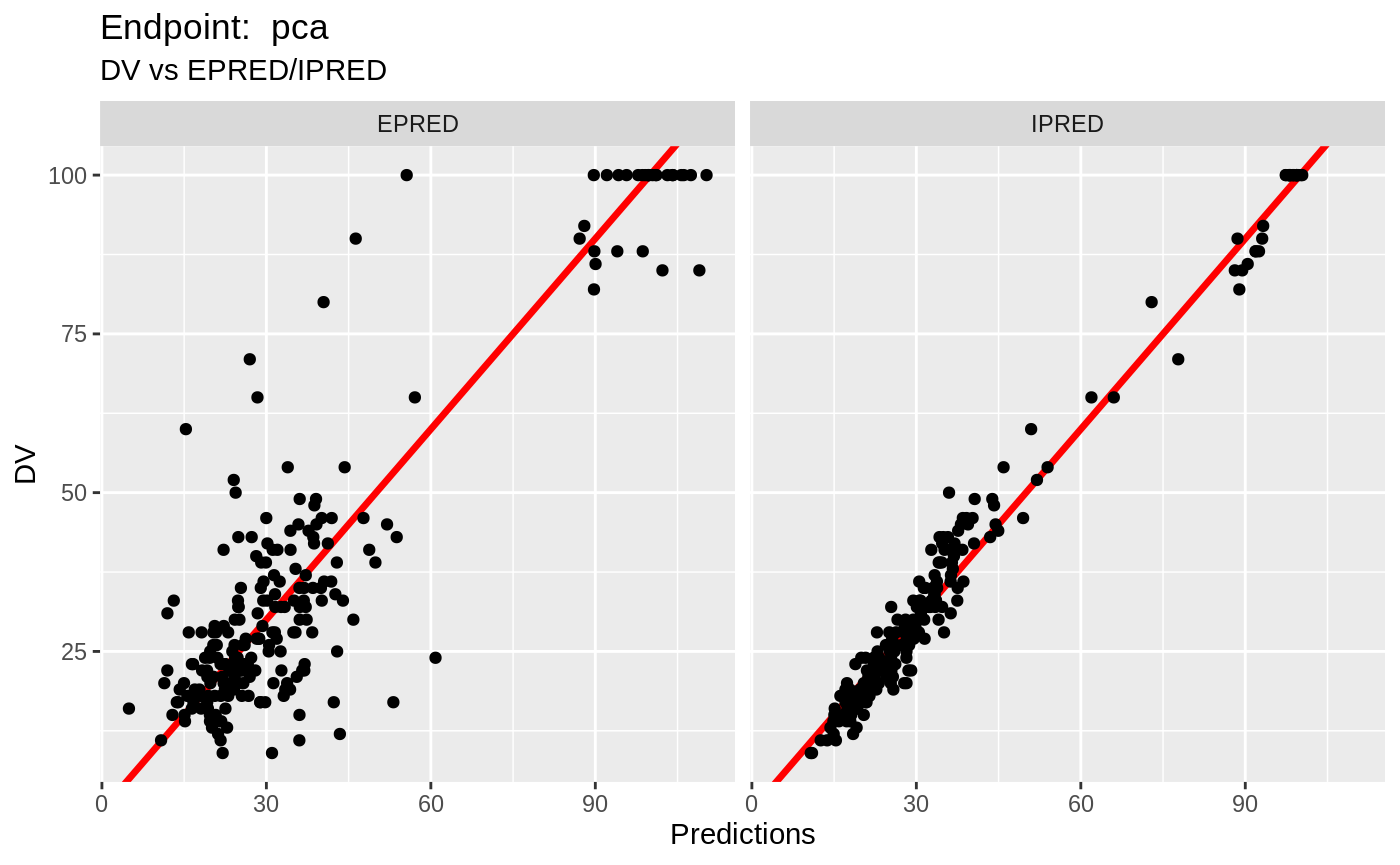 Endpoint:  pca
DV vs EPRED/IPRED
EPRED IPRED
100
75
50
25
DV
0 30 60 90 0 30 60 90
Predictions